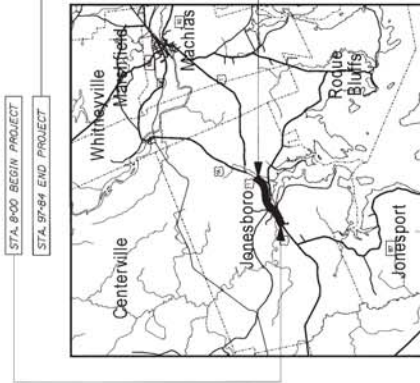 STA. 8+00 BEGIN PROJECT
STA. 97+84 END PROJECT
Whitneyville
Marshfield
Machias
Centerville
Roque
Bluffs
Jonesboro
Jonesport